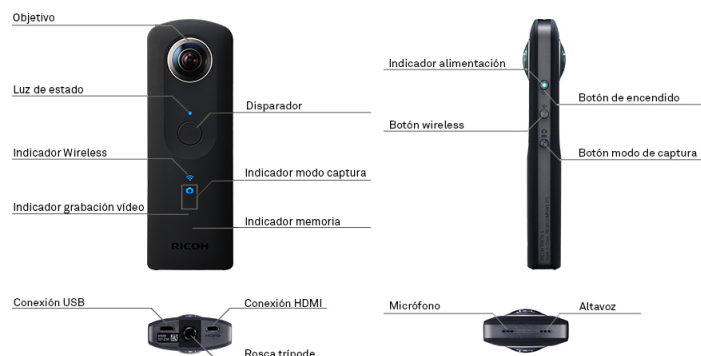 Objetivo
Luz de estado
Disparador
Indicador Wireless
Indicador modo captura
Indicador grabación vídeo
Indicador memoria
RICOH
Indicador alimentación
Botón de encendido
Botón wireless
Botón modo de captura
Conexión USB
Conexión HDMI
Rosca trípode
Micrófono
Altavoz